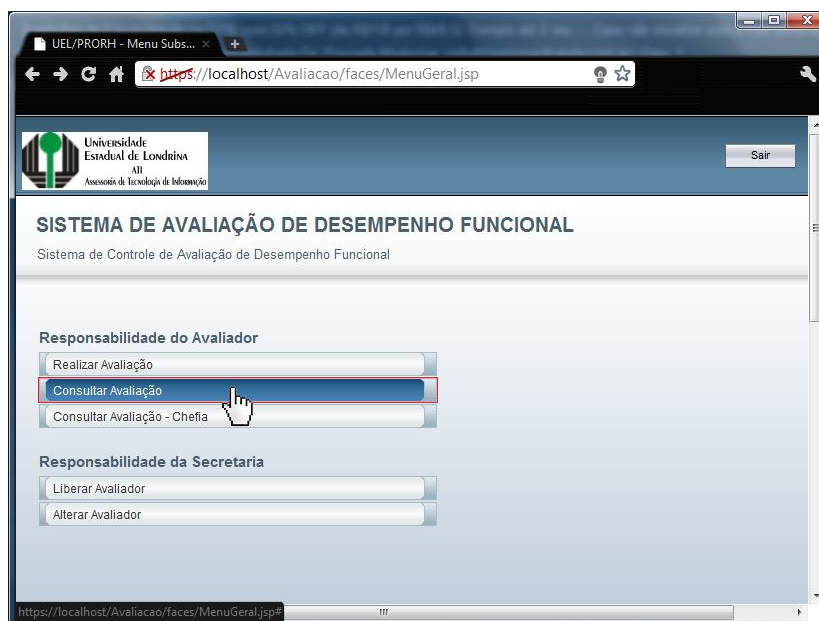 UEL/PRORH - Menu Subs...
https://localhost/Avaliacao/faces/MenuGeral.jsp
Universidade
Estadual de Londrina
ATI
Assessoria de Tecnologia de Informação
Sair
SISTEMA DE AVALIAÇÃO DE DESEMPENHO FUNCIONAL
Sistema de Controle de Avaliação de Desempenho Funcional
Responsabilidade do Avaliador
Realizar Avaliação
Consultar Avaliação
Consultar Avaliação - Chefia
Responsabilidade da Secretaria
Liberar Avaliador
Alterar Avaliador
https://localhost/Avaliacao/faces/MenuGeral.jsp#